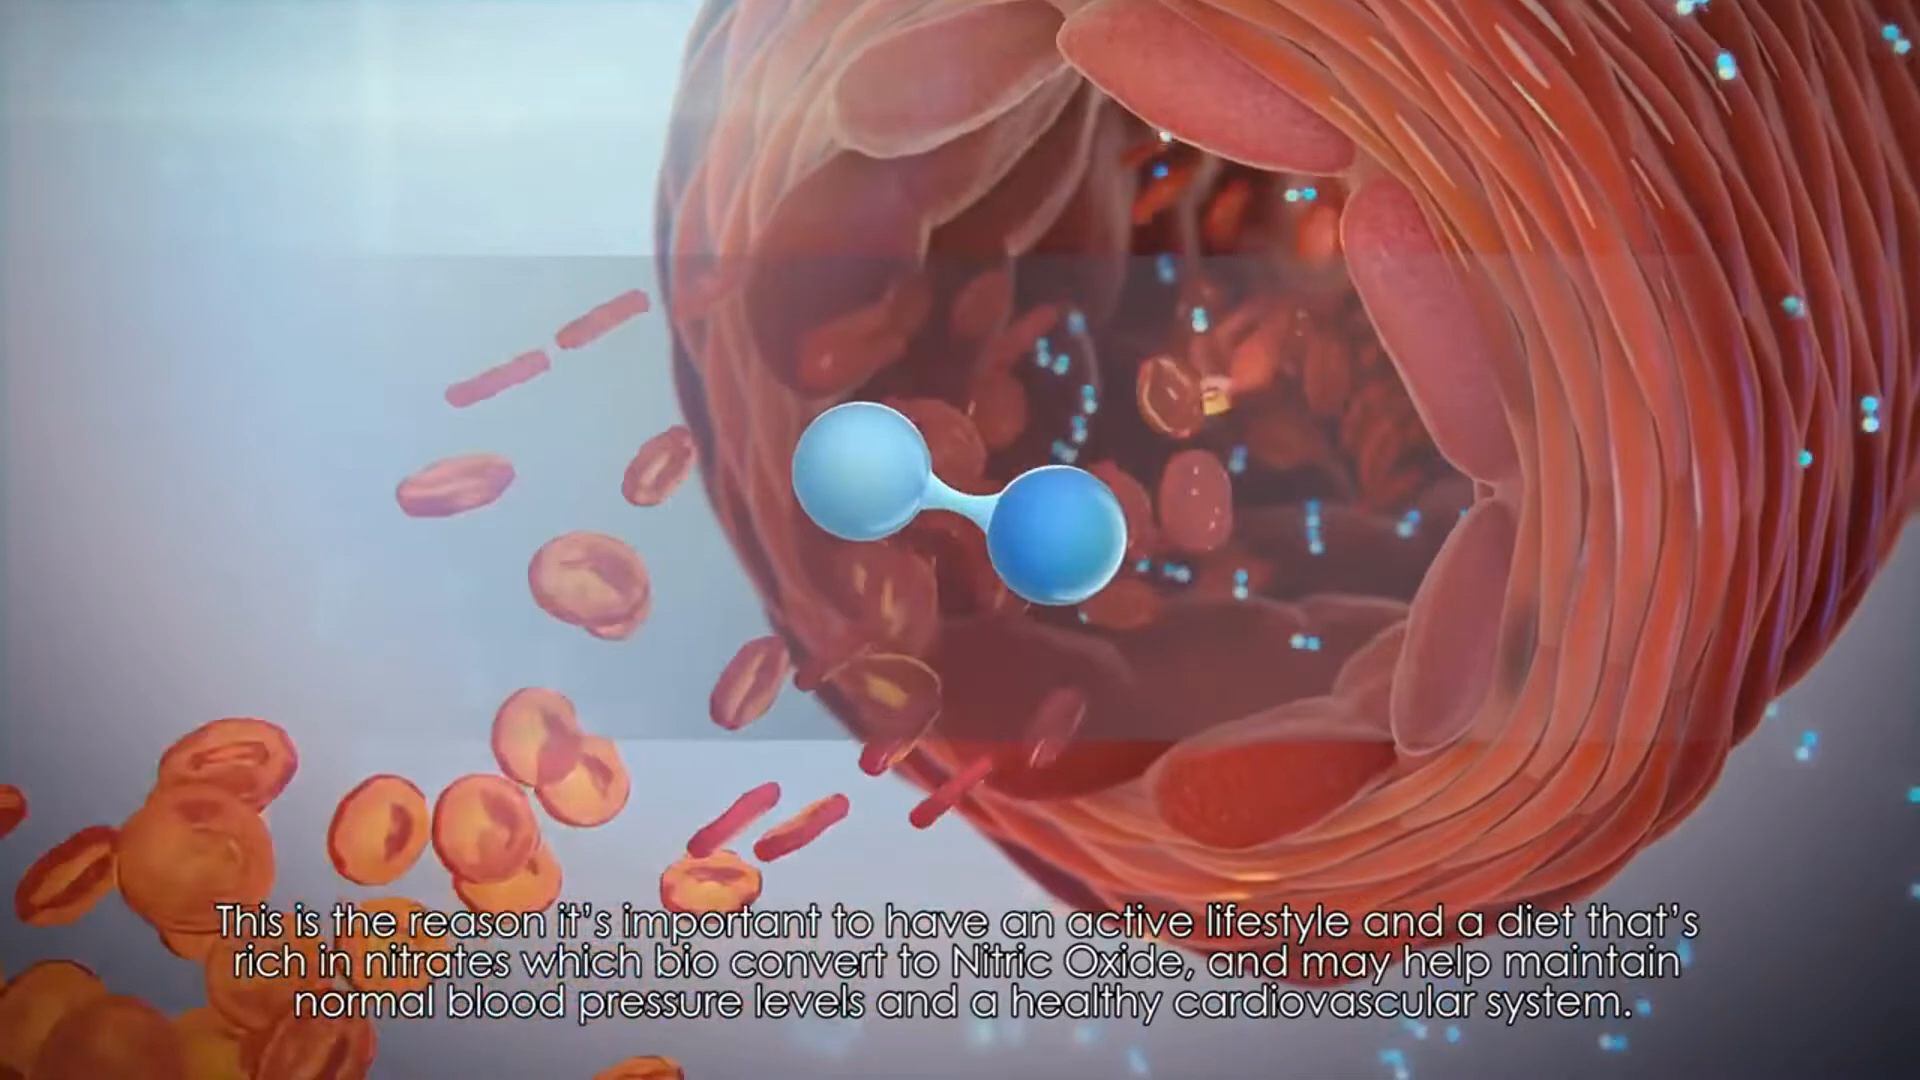 This is the reason it's important to have an active lifestyle and a diet that's
rich in nitrates which bio convert to Nitric Oxide, and may help maintain
normal blood pressure levels and a healthy cardiovascular system.